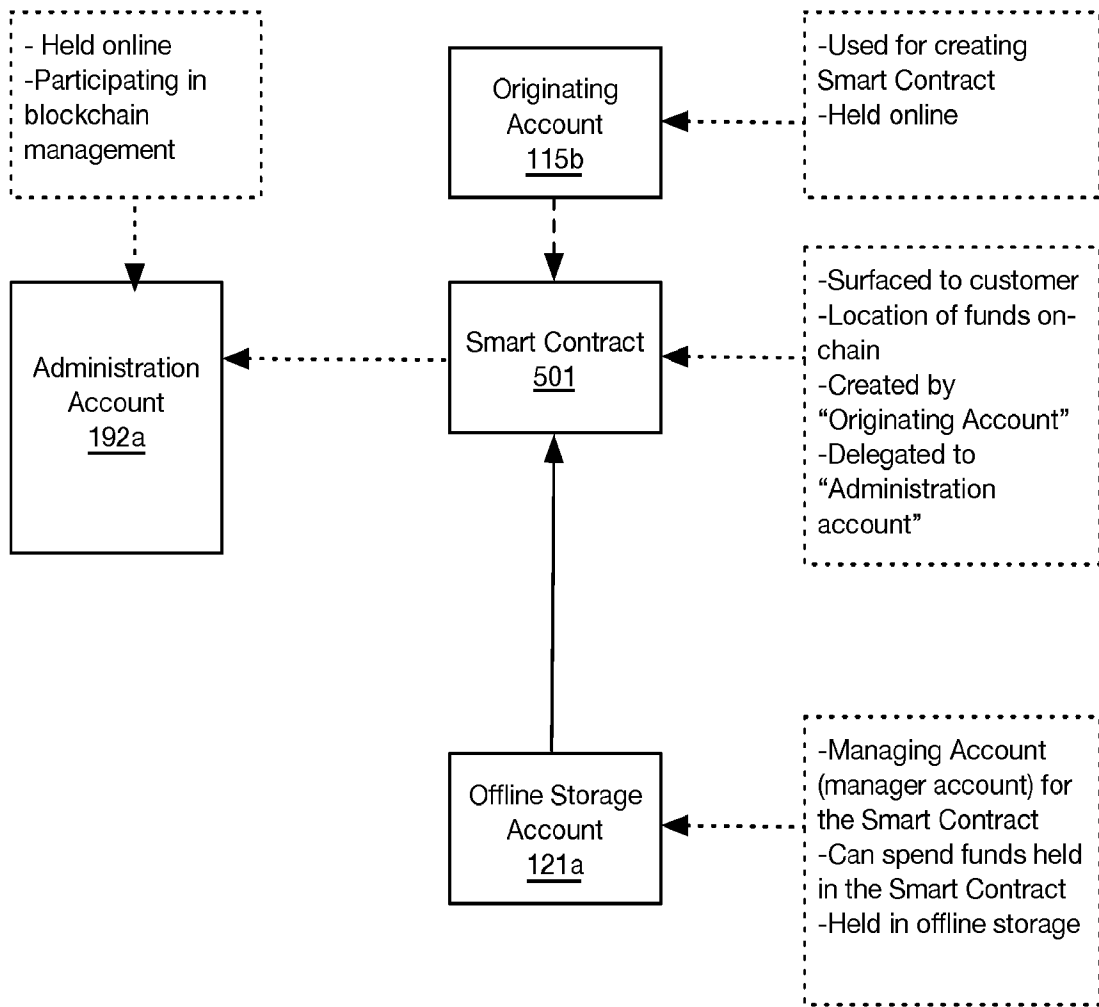 - Held online
-Participating in
blockchain
management
Originating
Account
115b
-Used for creating
Smart Contract
-Held online
Administration
Account
192a
Smart Contract
501
-Surfaced to customer
-Location of funds on-
chain
-Created by
“Originating Account”
-Delegated to
“Administration
account”
Offline Storage
Account
121a
-Managing Account
(manager account) for
the Smart Contract
-Can spend funds held
in the Smart Contract
-Held in offline storage